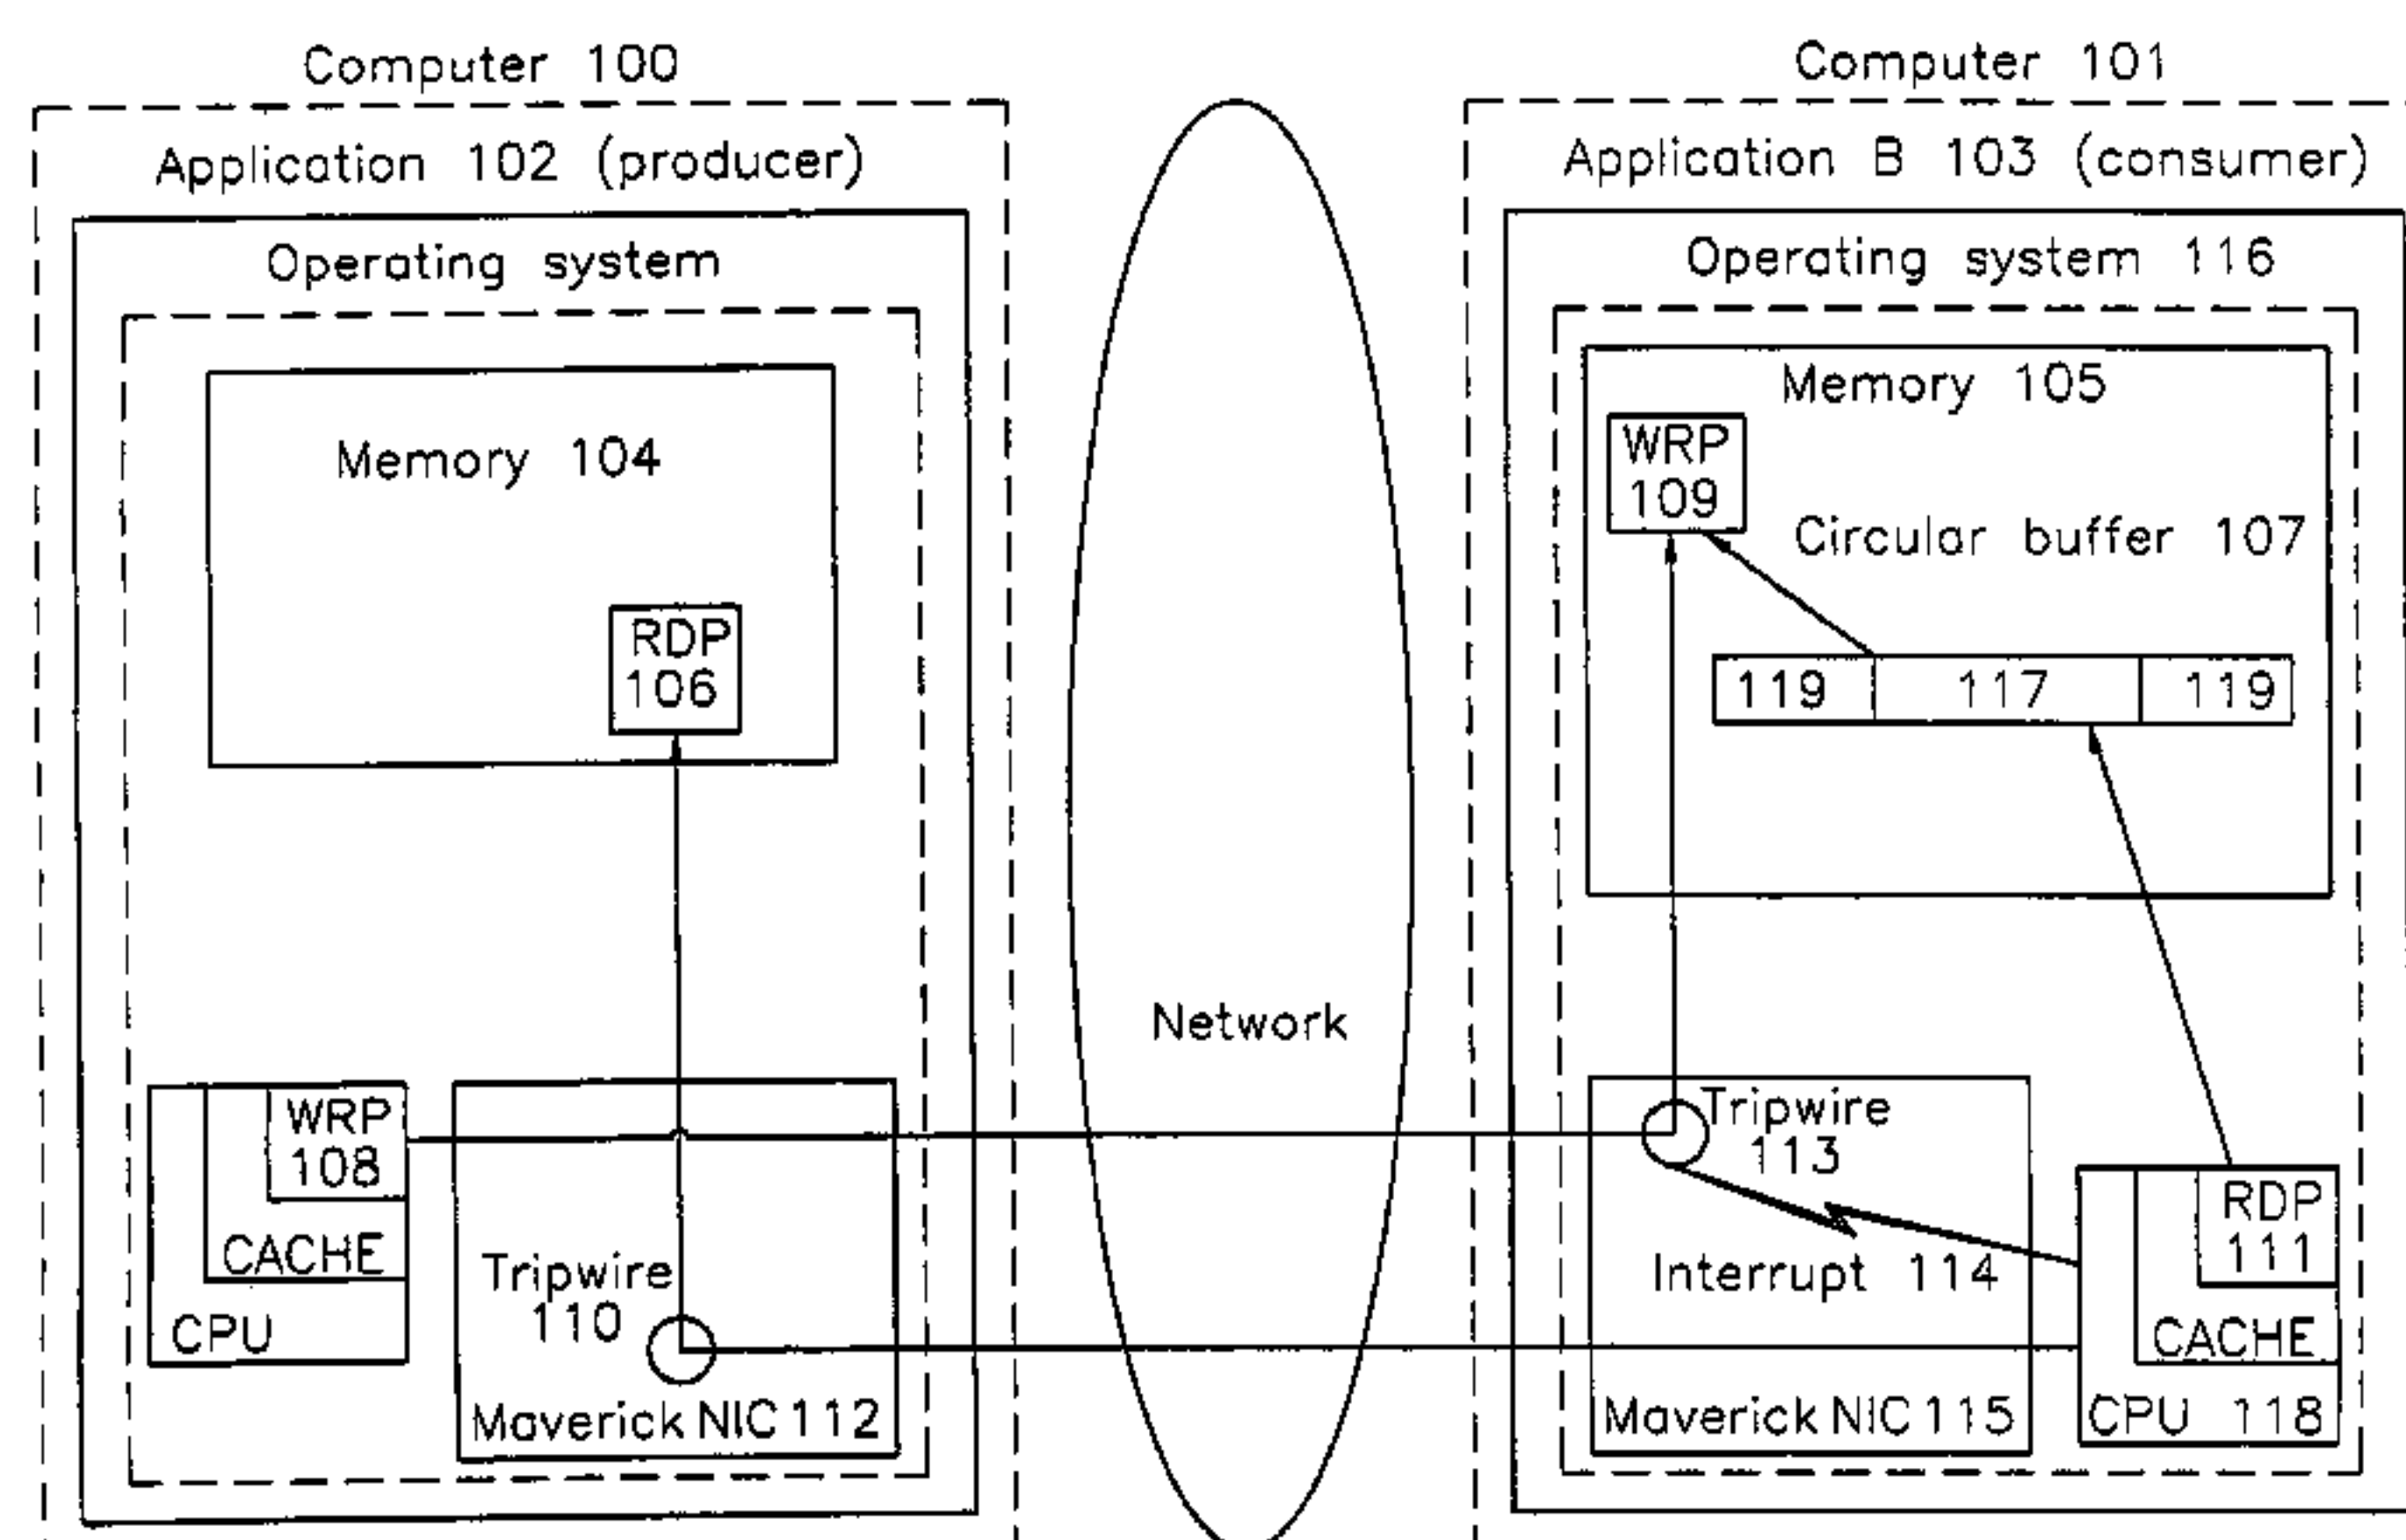 Computer 100
Application 102 (producer)
Operating system
Memory 104
RDP
106
WRP
108
CACHE
CPU
Tripwire
110
Maverick NIC 112
Network
Computer 101
Application B 103 (consumer)
Operating system 116
Memory 105
WRP
109
Circular buffer 107
119 117 119
Tripwire
113
Interrupt 114
Maverick NIC 115
RDP
111
CACHE
CPU 118